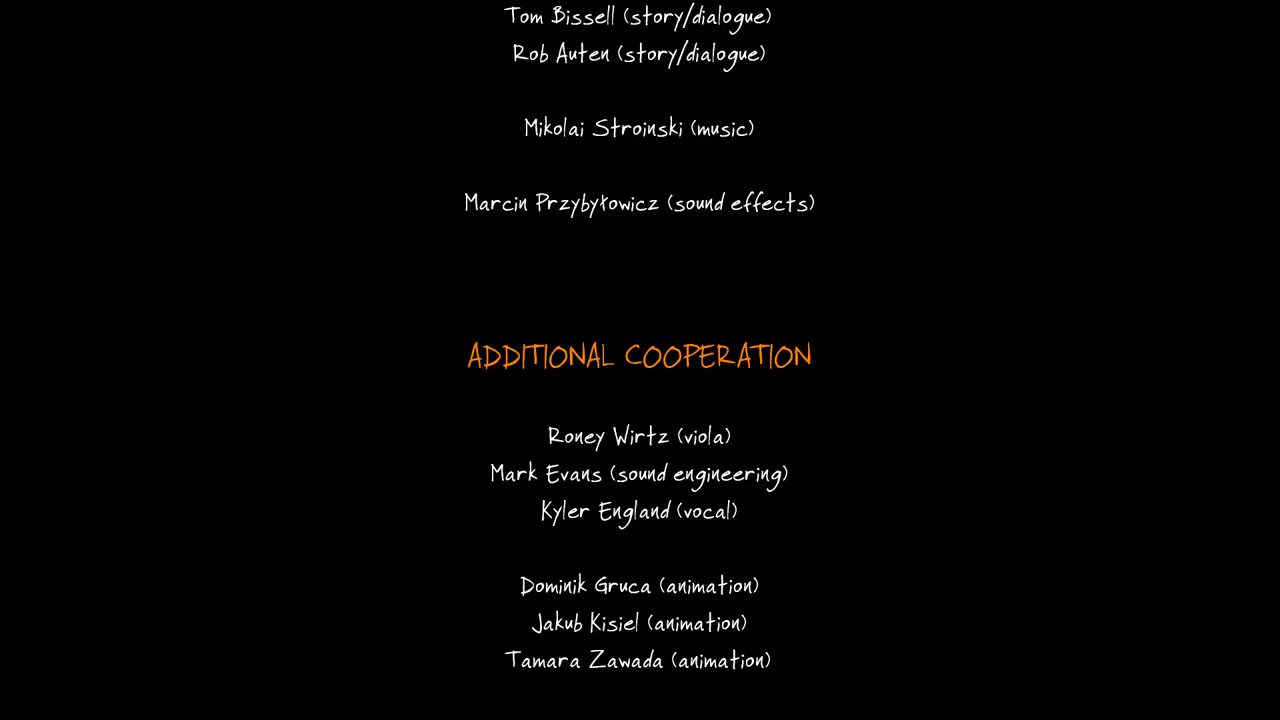 Tom Bissell (story/dialogue)
Rob Auten (story/dialogue)
Mikolai Stroinski (music)
Marcin Przybyłowicz (sound effects)
ADDITIONAL COOPERATION
Roney Wirtz (viola)
Mark Evans (sound engineering)
Kyler England (vocal)
Dominik Gruca (animation)
Jakub Kisiel (animation)
Tamara Zawada (animation)